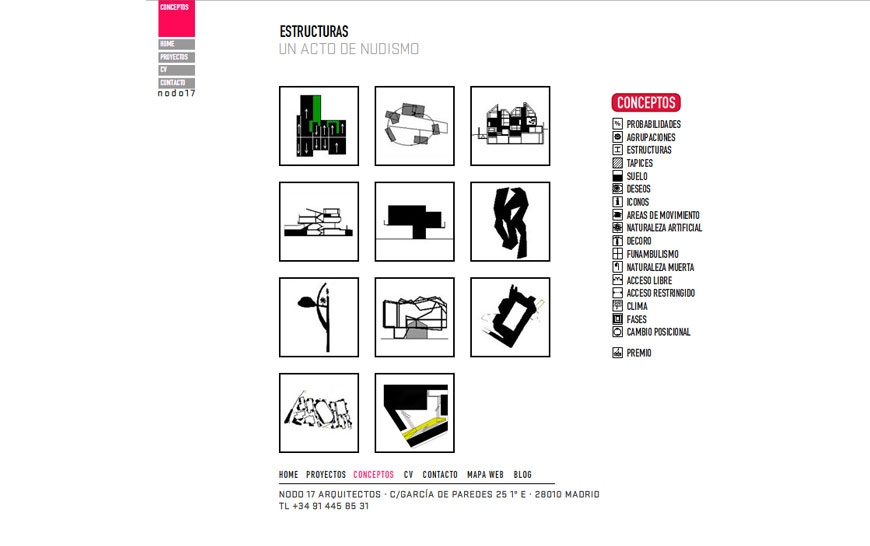 CONCEPTOS
HOME
PROYECTOS
CV
CONTACTO
nodo17
ESTRUCTURAS
UN ACTO DE NUDISMO
CONCEPTOS
PROBABILIDADES
AGRUPACIONES
ESTRUCTURAS
TAPICES
SUELO
DESEOS
ICONOS
AREAS DE MOVIMIENTO
NATURALEZA ARTIFICIAL
DECORO
FUNAMBULISMO
NATURALEZA MUERTA
ACCESO LIBRE
ACCESO RESTRINGIDO
CLIMA
FASES
CAMBIO POSICIONAL
PREMIO
HOME PROYECTOS CONCEPTOS CV CONTACTO MAPA WEB BLOG
NODO 17 ARQUITECTOS · C/GARCÍA DE PAREDES 25 1º E · 28010 MADRID
TL +34 91 445 85 31